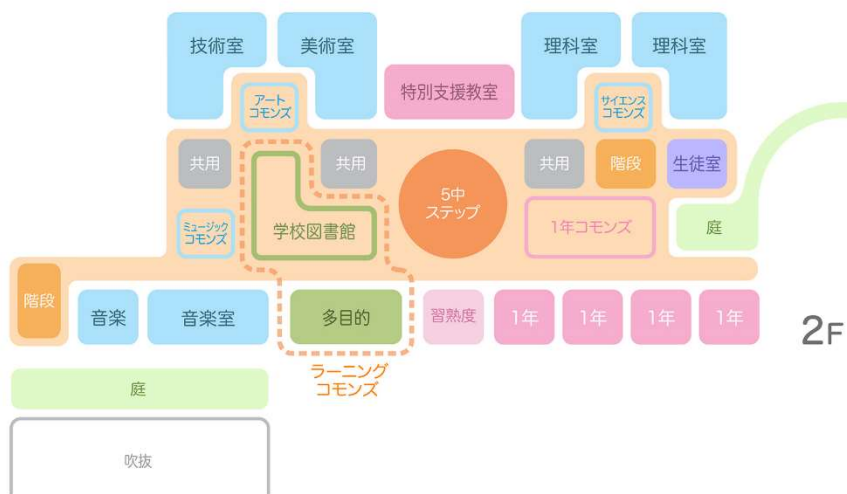 技術室
美術室
理科室
理科室
特別支援教室
アート
コモンズ
サイエンス
コモンズ
共用
共用
共用
階段
生徒室
5中
ステップ
ミュージック
コモンズ
学校図書館
1年コモンズ
庭
階段
音楽
音楽室
多目的
習熟度
1年
1年
1年
1年
2F
ラーニング
コモンズ
庭
吹抜